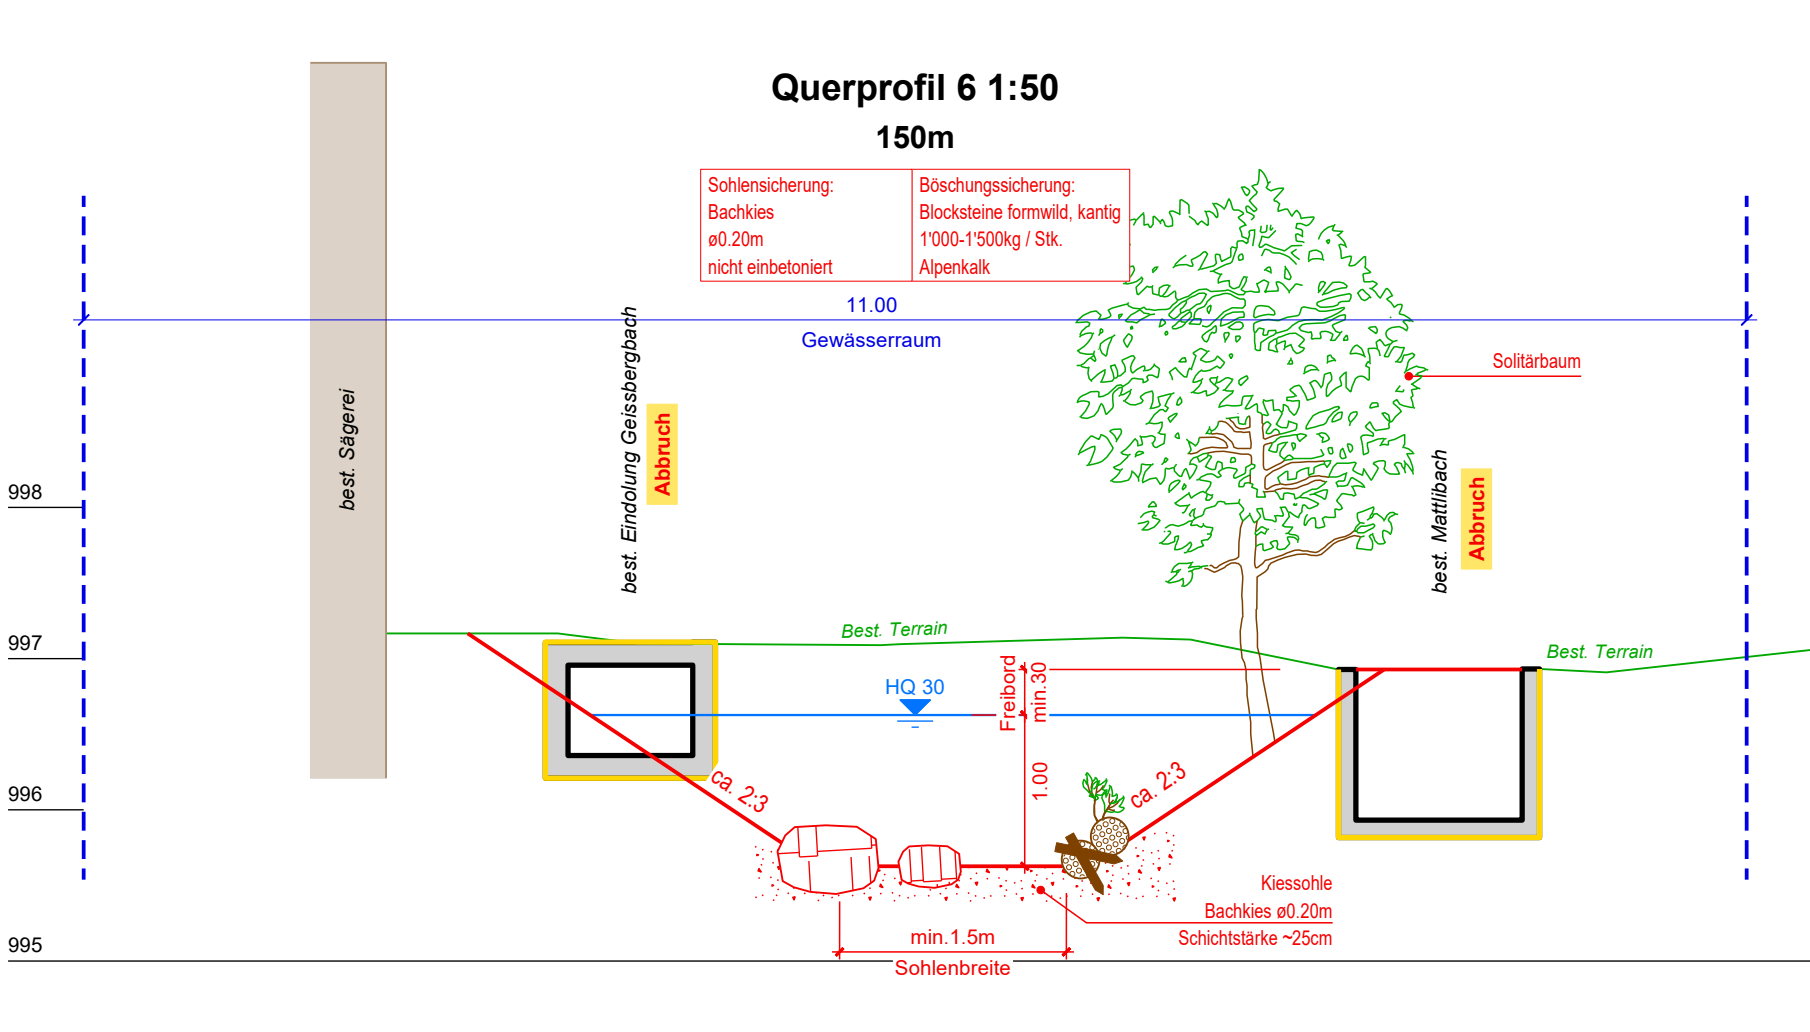 Querprofil 6 1:50
150m
Sohlensicherung:
Bachkies
ø0.20m
nicht einbetoniert
Böschungssicherung:
Blocksteine formwild, kantig
1'000-1'500kg / Stk.
Alpenkalk
11.00
Gewässerraum
Solitärbaum
best. Sägerei
best. Eindolung Geissbergbach
Abbruch
best. Mattlibach
Abbruch
998
997
996
995
Best. Terrain
Best. Terrain
HQ 30
Freibord
min.30
1.00
ca. 2:3
ca. 2:3
Kiessohle
Bachkies ø0.20m
Schichtstärke ~25cm
min.1.5m
Sohlenbreite